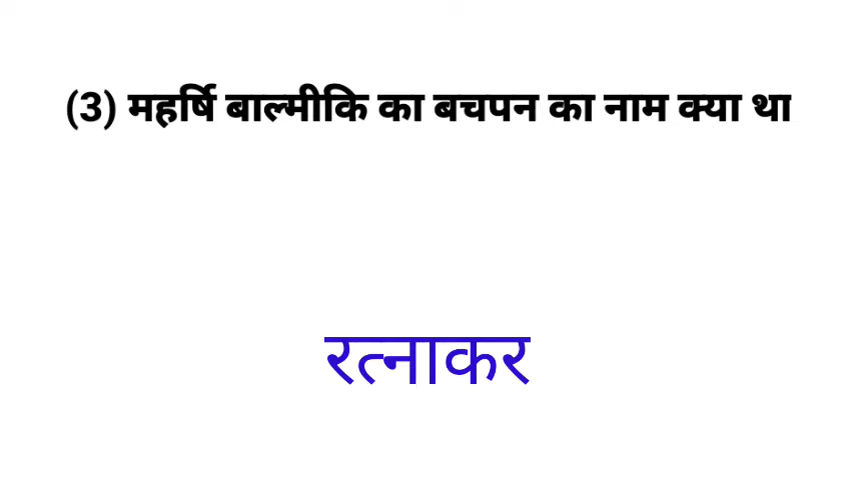 (3) महर्षि बाल्मीकि का बचपन का नाम क्या था
रत्नाकर